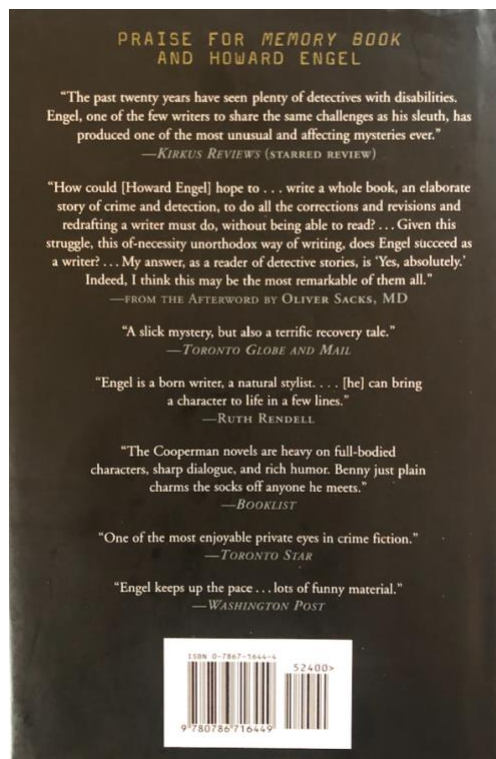 PRAISE FOR MEMORY BOOK
AND HOWARD ENGEL
“The past twenty years have seen plenty of detectives with disabilities.
Engel, one of the few writers to share the same challenges as his sleuth, has
produced one of the most unusual and affecting mysteries ever.”
—KIRKUS REVIEWS (STARRED REVIEW)
“How could [Howard Engel] hope to . . . write a whole book, an elaborate
story of crime and detection, to do all the corrections and revisions and
redrafting a writer must do, without being able to read? . . . Given this
struggle, this of-necessity unorthodox way of writing, does Engel succeed as
a writer? . . . My answer, as a reader of detective stories, is ‘Yes, absolutely.’
Indeed, I think this may be the most remarkable of them all.”
—FROM THE AFTERWORD BY OLIVER SACKS, MD
“A slick mystery, but also a terrific recovery tale.”
—TORONTO GLOBE AND MAIL
“Engel is a born writer, a natural stylist. . . . [he] can bring
a character to life in a few lines.”
—RUTH RENDELL
“The Cooperman novels are heavy on full-bodied
characters, sharp dialogue, and rich humor. Benny just plain
charms the socks off anyone he meets.”
—BOOKLIST
“One of the most enjoyable private eyes in crime fiction.”
—TORONTO STAR
“Engel keeps up the pace . . . lots of funny material.”
—WASHINGTON POST
ISBN 0-7867-1644-4
52400>
9 780786 716449